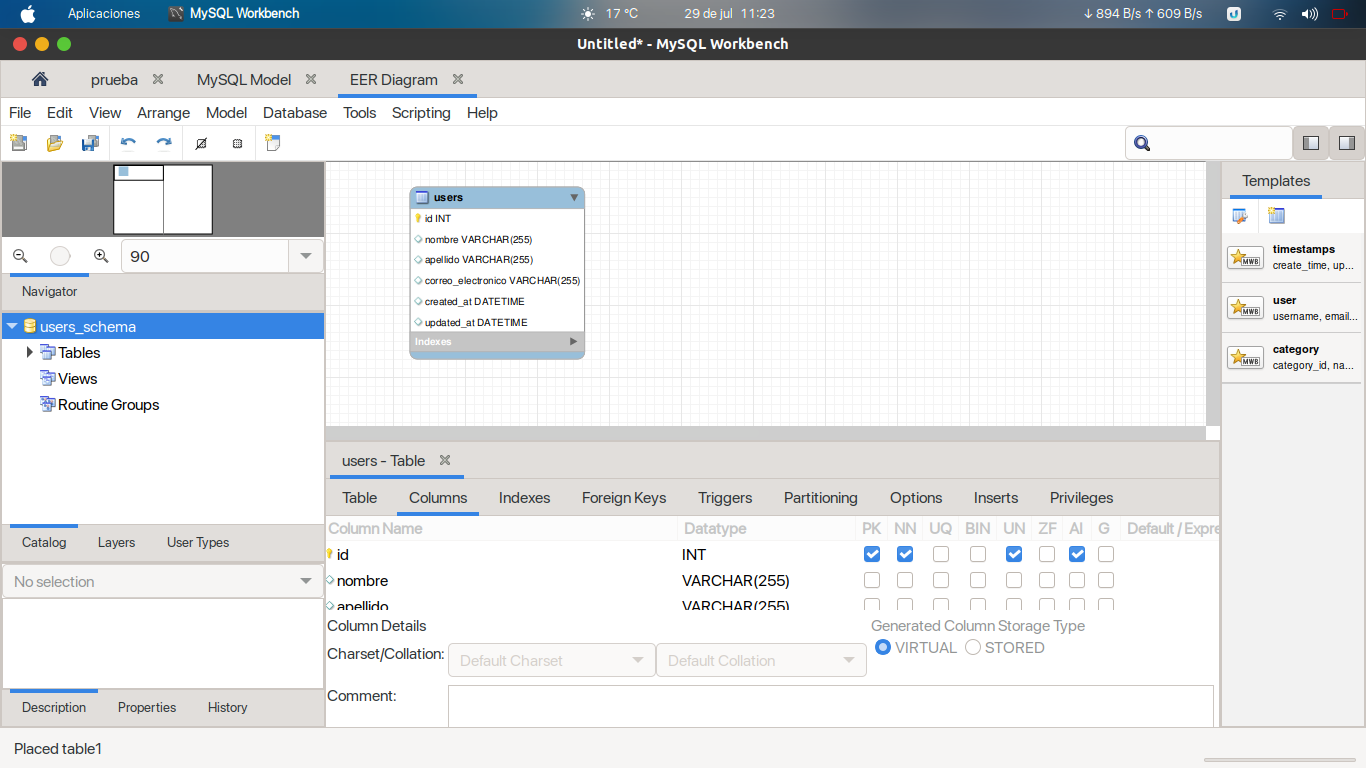 Aplicaciones MySQL Workbench 17 °C 29 de jul 11:23 ↓ 894 B/s ↑ 609 B/s
Untitled* - MySQL Workbench
prueba MySQL Model EER Diagram
File Edit View Arrange Model Database Tools Scripting Help
90
Navigator
users_schema
Tables
Views
Routine Groups
Catalog Layers User Types
No selection
Description Properties History
users
id INT
nombre VARCHAR(255)
apellido VARCHAR(255)
correo_electronico VARCHAR(255)
created_at DATETIME
updated_at DATETIME
Indexes
users - Table
Table Columns Indexes Foreign Keys Triggers Partitioning Options Inserts Privileges
Column Name Datatype PK NN UQ BIN UN ZF AI G Default / Expre
id INT
nombre VARCHAR(255)
apellido VARCHAR(255)
Column Details Generated Column Storage Type
Charset/Collation: Default Charset Default Collation VIRTUAL STORED
Comment:
Templates
timestamps
create_time, up...
MWB
user
username, email...
MWB
category
category_id, na...
MWB
Placed table1